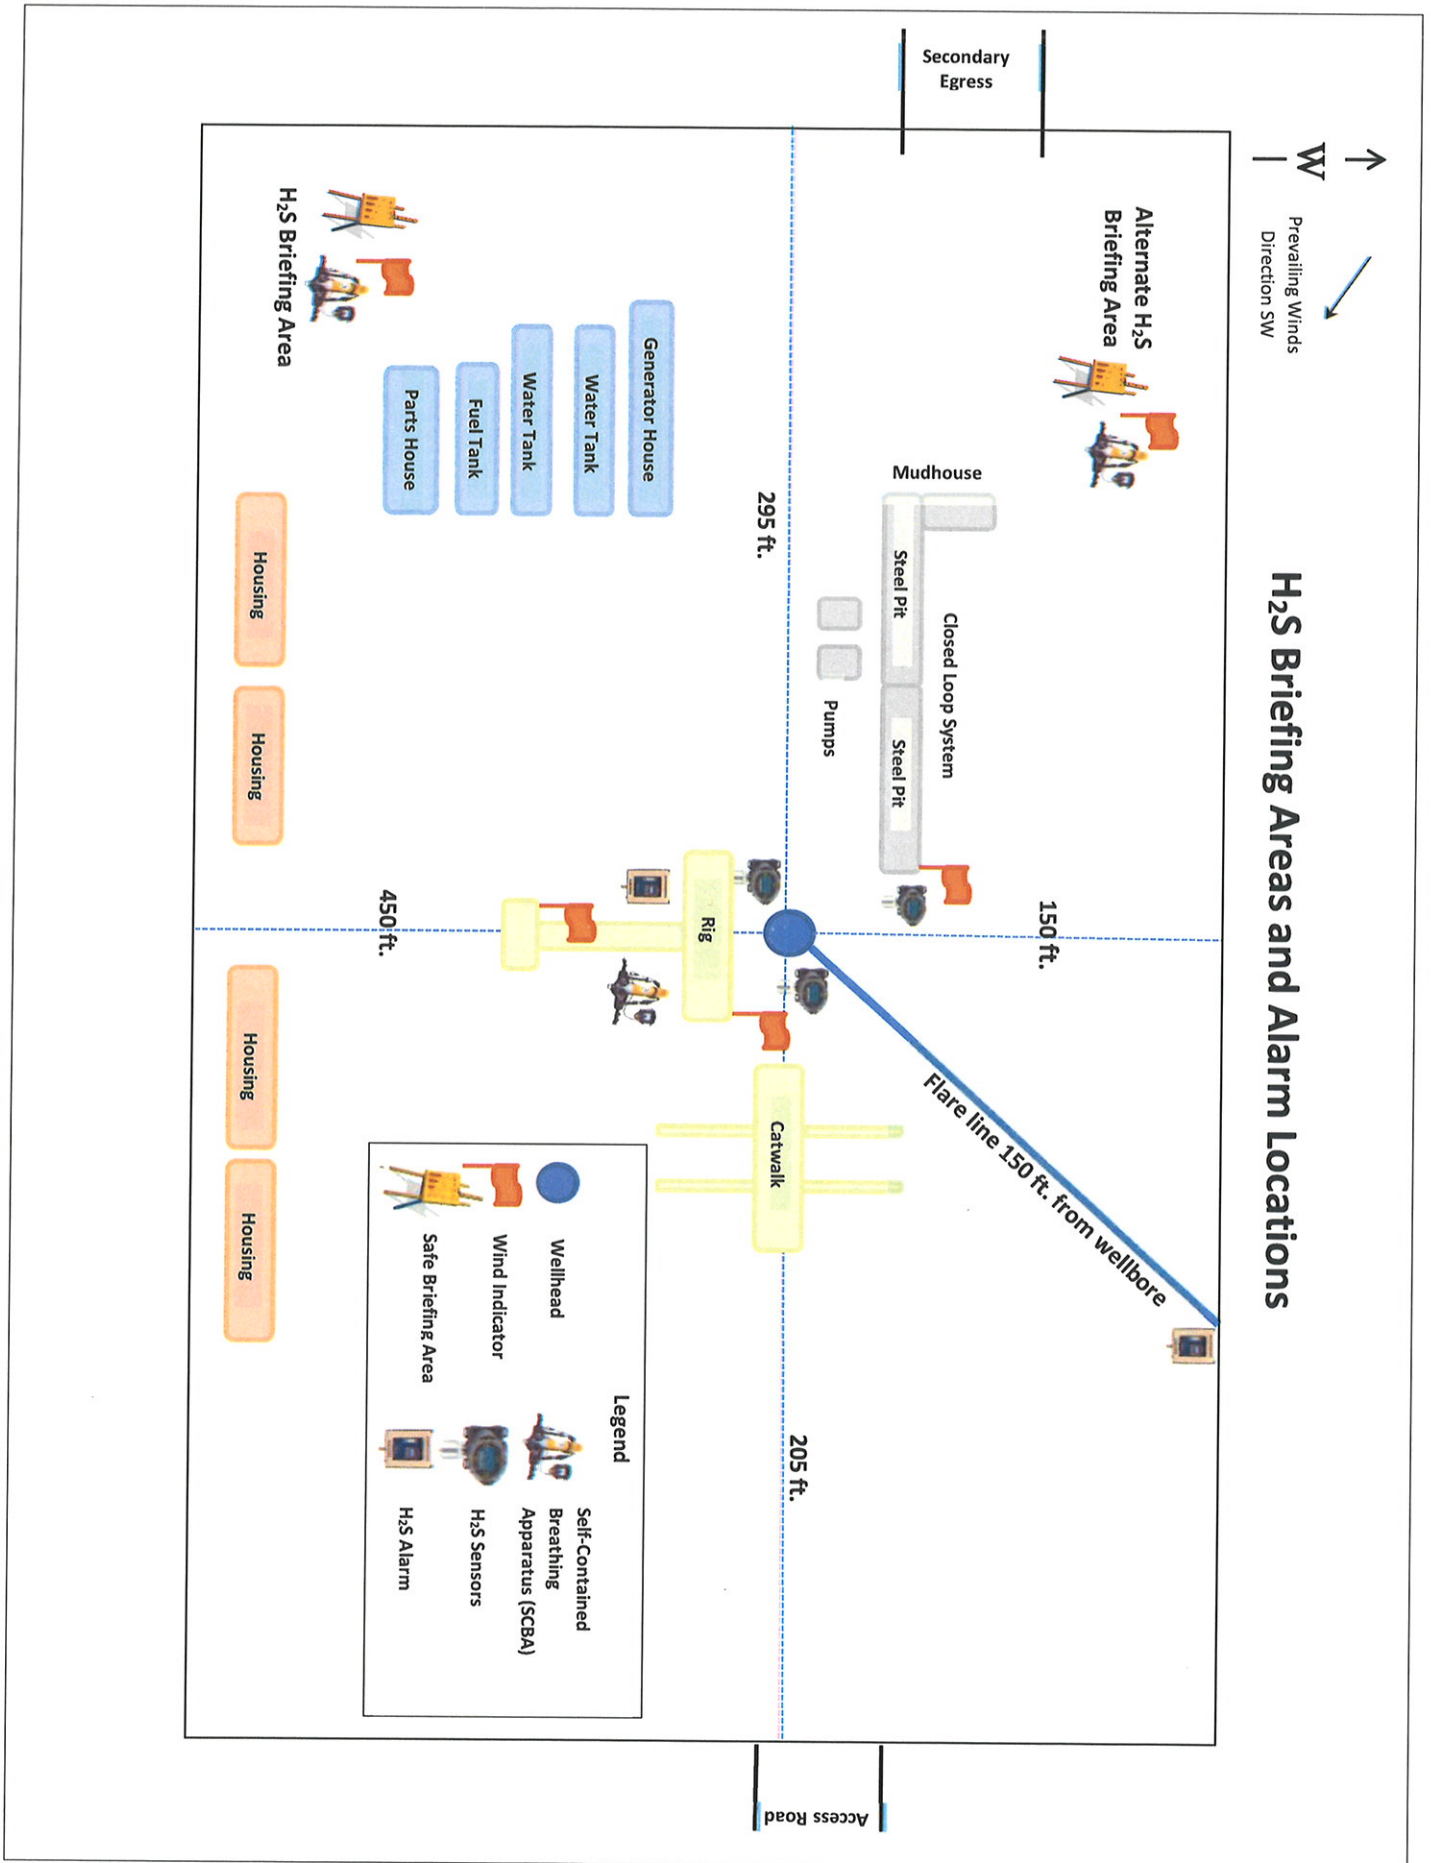 H₂S Briefing Areas and Alarm Locations
W
Prevailing Winds
Direction SW
Secondary
Egress
Alternate H₂S
Briefing Area
Mudhouse
Steel Pit
Steel Pit
Closed Loop System
Pumps
150 ft.
Flare line 150 ft. from wellbore
295 ft.
205 ft.
Access Road
Rig
Catwalk
Generator House
Water Tank
Water Tank
Fuel Tank
Parts House
H₂S Briefing Area
450 ft.
Housing
Housing
Housing
Housing
Legend
Wellhead
Wind Indicator
Safe Briefing Area
Self-Contained
Breathing
Apparatus (SCBA)
H₂S Sensors
H₂S Alarm